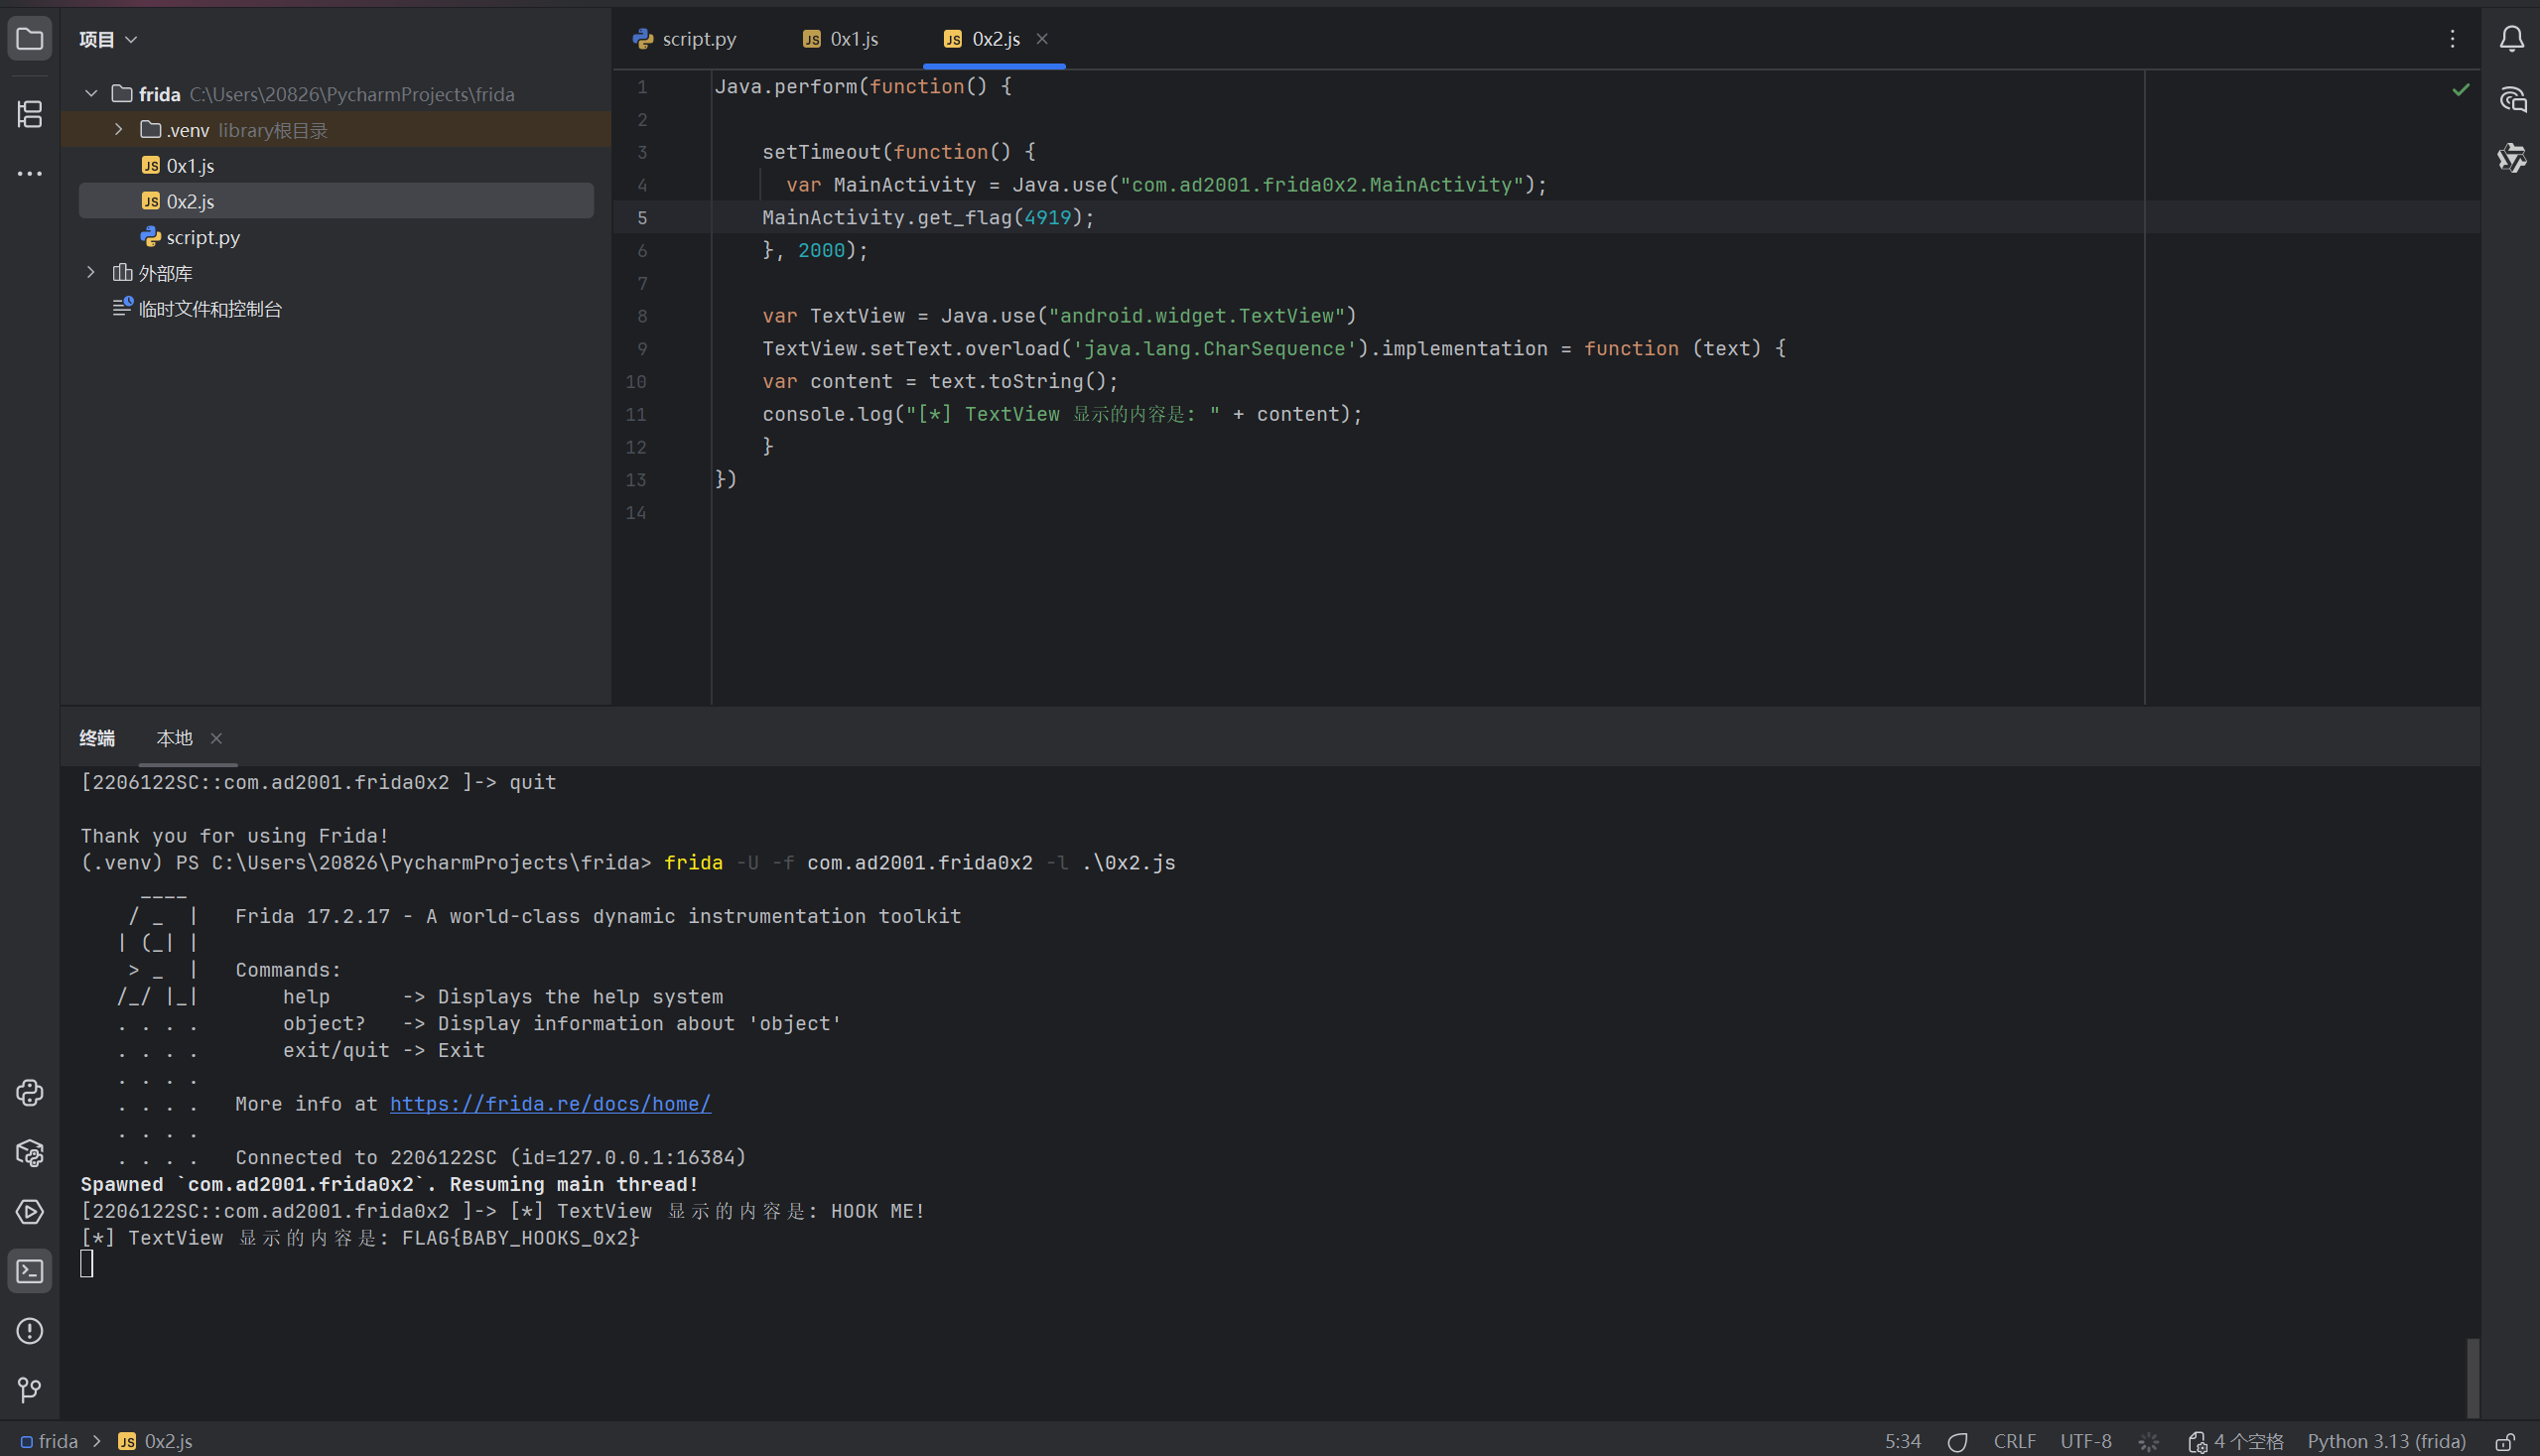 项目
script.py
0x1.js
0x2.js
frida C:\Users\20826\PycharmProjects\frida
.venv library根目录
0x1.js
0x2.js
script.py
外部库
临时文件和控制台
1 Java.perform(function() {
2
3 setTimeout(function() {
4 var MainActivity = Java.use("com.ad2001.frida0x2.MainActivity");
5 MainActivity.get_flag(4919);
6 }, 2000);
7
8 var TextView = Java.use("android.widget.TextView")
9 TextView.setText.overload('java.lang.CharSequence').implementation = function (text) {
10 var content = text.toString();
11 console.log("[*] TextView 显示的内容是: " + content);
12 }
13 })
14
终端 本地
[2206122SC::com.ad2001.frida0x2 ]-> quit
Thank you for using Frida!
(.venv) PS C:\Users\20826\PycharmProjects\frida> frida -U -f com.ad2001.frida0x2 -l .\0x2.js
     ____
    / _  |   Frida 17.2.17 - A world-class dynamic instrumentation toolkit
   | (_| |
    > _  |   Commands:
   /_/ |_|       help      -> Displays the help system
   . . . .       object?   -> Display information about 'object'
   . . . .       exit/quit -> Exit
   . . . .
   . . . .   More info at https://frida.re/docs/home/
   . . . .
   . . . .   Connected to 2206122SC (id=127.0.0.1:16384)
Spawned `com.ad2001.frida0x2`. Resuming main thread!
[2206122SC::com.ad2001.frida0x2 ]-> [*] TextView 显示的内容是: HOOK ME!
[*] TextView 显示的内容是: FLAG{BABY_HOOKS_0x2}
frida > 0x2.js
5:34 CRLF UTF-8 4 个空格 Python 3.13 (frida)